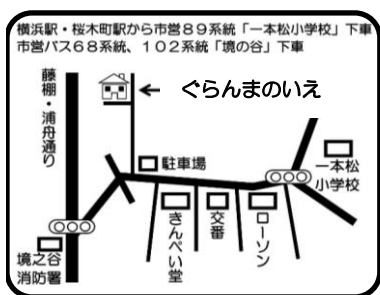 横浜駅・桜木町駅から市営89系統「一本松小学校」下車
市営バス68系統、102系統「境の谷」下車
藤棚・浦舟通り
← ぐらんまのいえ
駐車場
一本松
小学校
きんぺい堂
交番
ローソン
境之谷
消防署